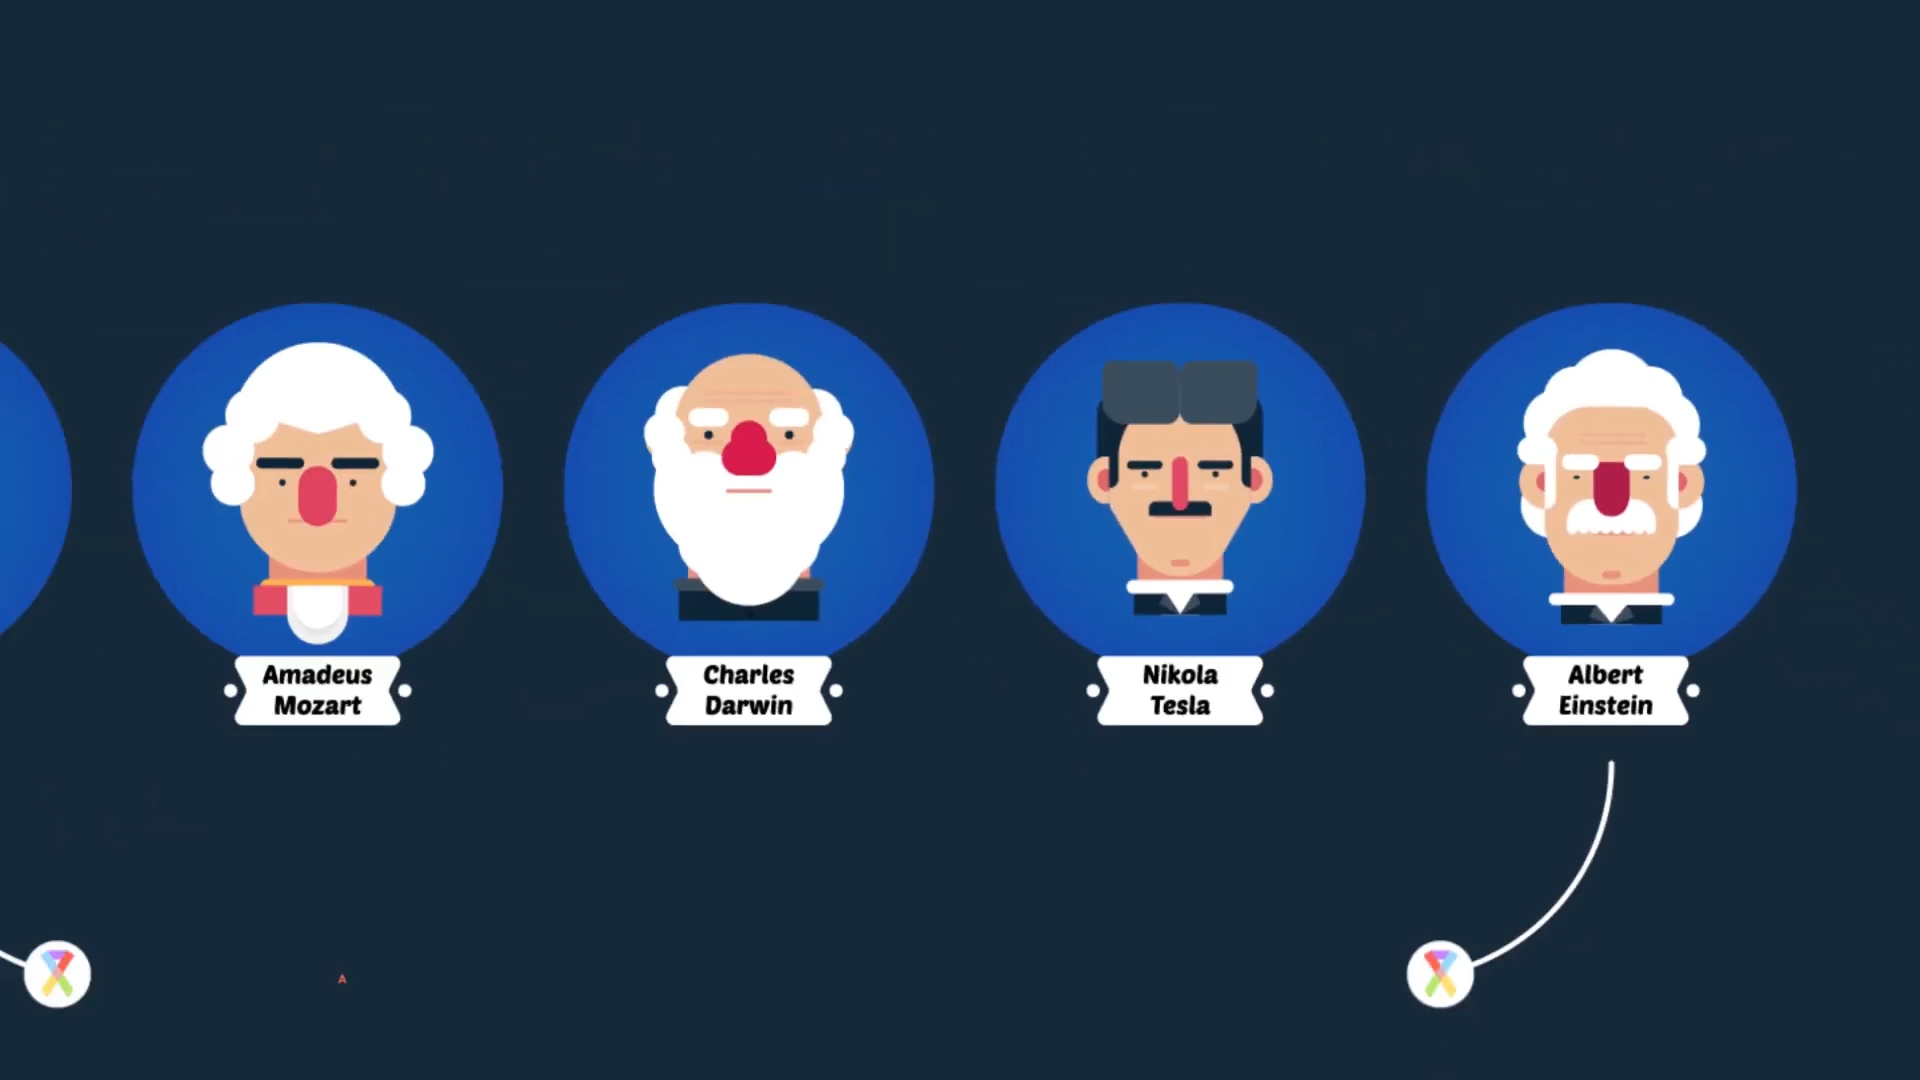 Amadeus
Mozart
Charles
Darwin
Nikola
Tesla
Albert
Einstein
A